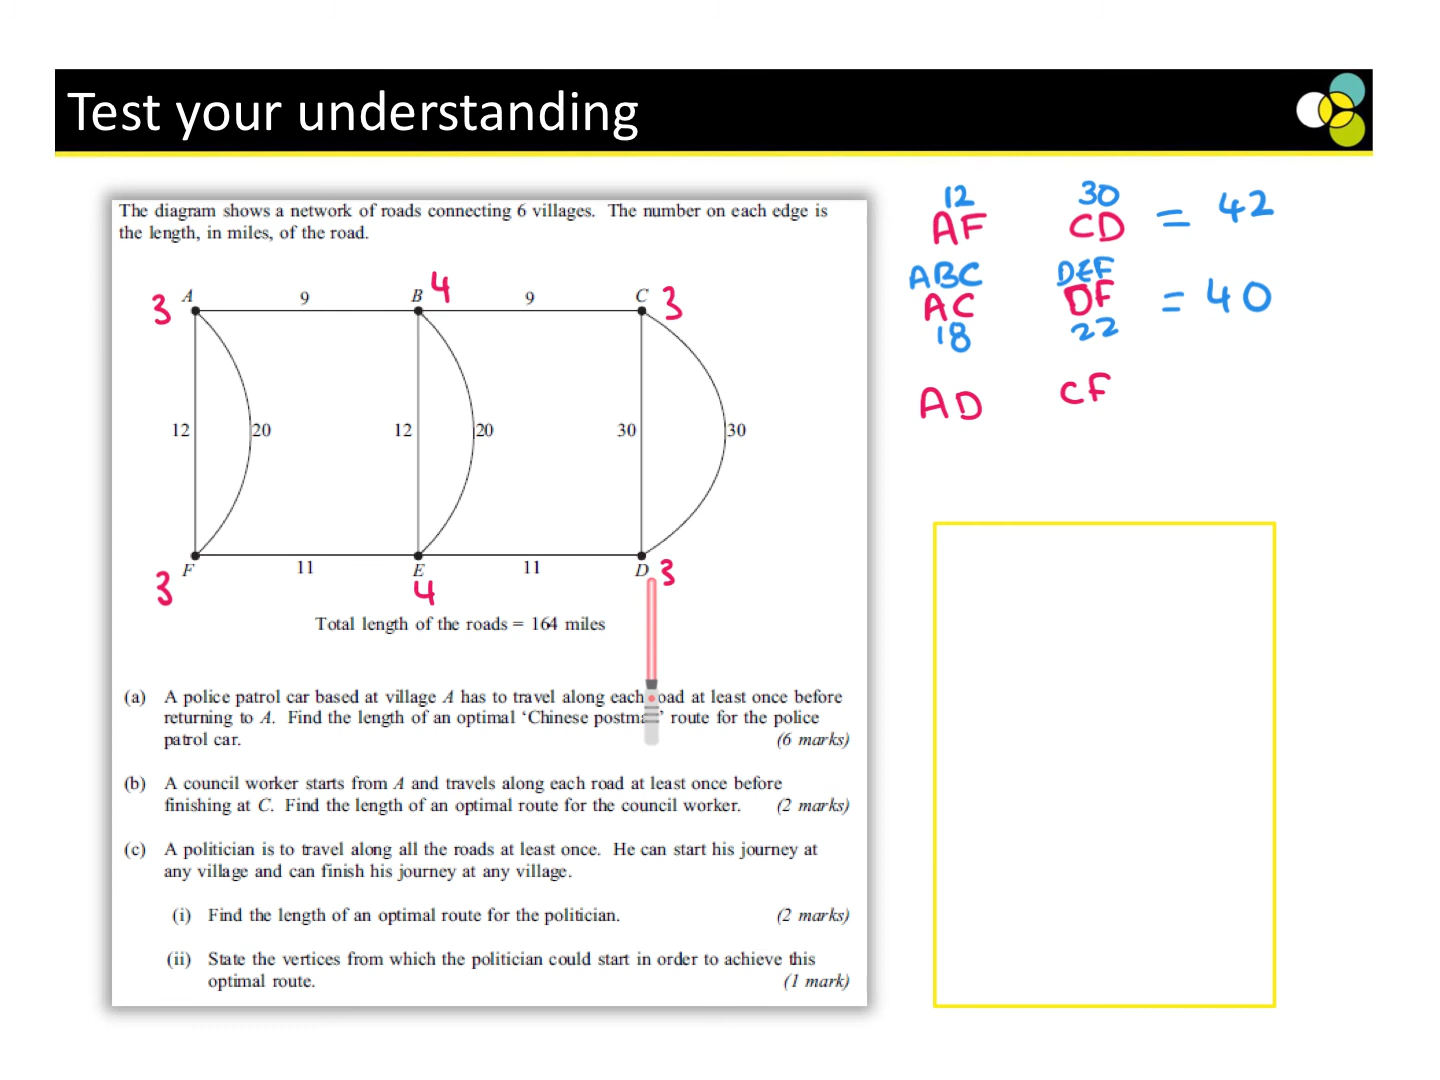 Test your understanding
The diagram shows a network of roads connecting 6 villages. The number on each edge is
the length, in miles, of the road.
3 A 9 B 4 9 C 3
12 20 12 20 30 30
3 F 11 E 4 11 D 3
Total length of the roads = 164 miles
(a) A police patrol car based at village A has to travel along each oad at least once before
returning to A. Find the length of an optimal ‘Chinese postma ’ route for the police
patrol car. (6 marks)
(b) A council worker starts from A and travels along each road at least once before
finishing at C. Find the length of an optimal route for the council worker. (2 marks)
(c) A politician is to travel along all the roads at least once. He can start his journey at
any village and can finish his journey at any village.
(i) Find the length of an optimal route for the politician. (2 marks)
(ii) State the vertices from which the politician could start in order to achieve this
optimal route. (1 mark)
12 30
AF CD = 42
ABC DEF
AC DF = 40
18 22
AD CF